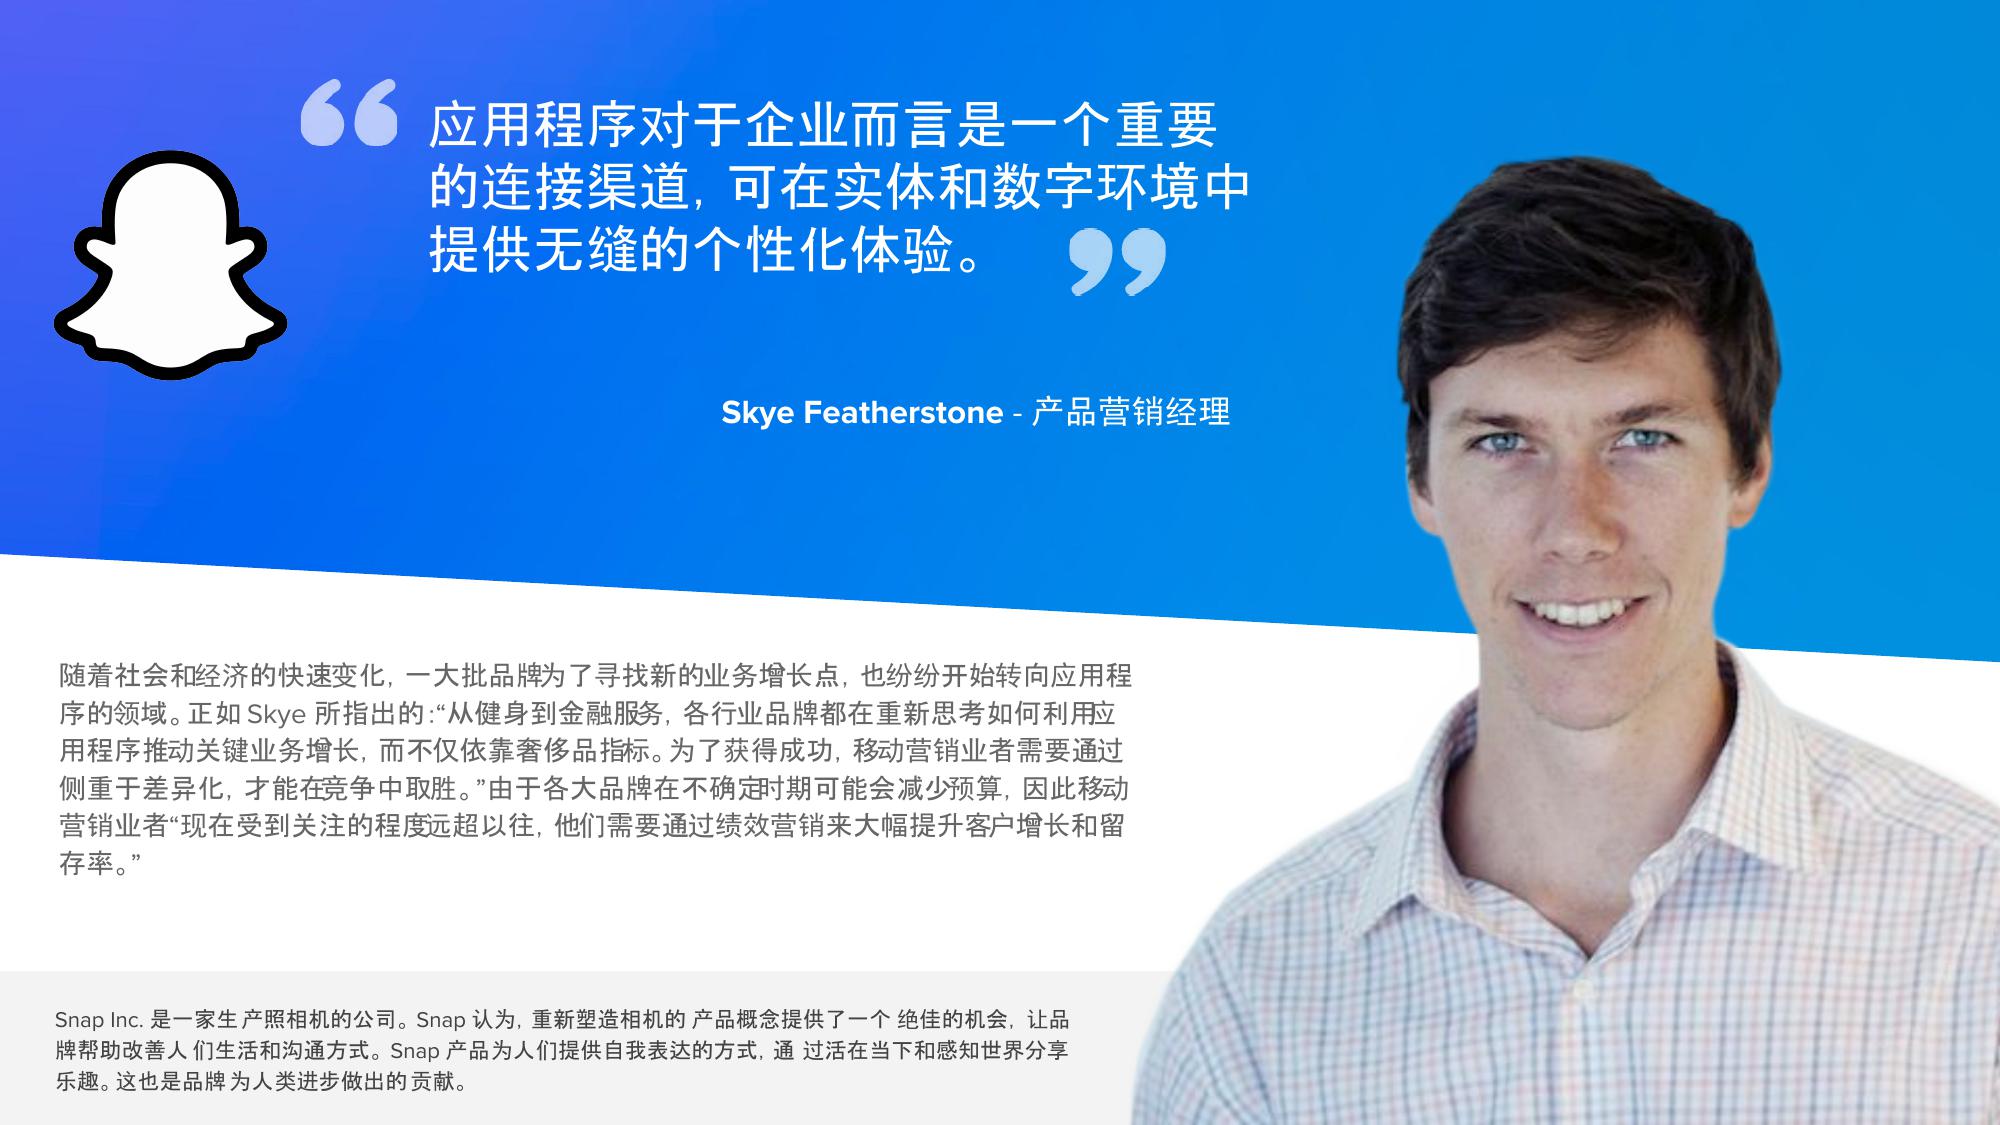 “ 应用程序对于企业而言是一个重要
的连接渠道，可在实体和数字环境中
提供无缝的个性化体验。 ”
Skye Featherstone - 产品营销经理
随着社会和经济的快速变化，一大批品牌为了寻找新的业务增长点，也纷纷开始转向应用程
序的领域。正如 Skye 所指出的：“从健身到金融服务，各行业品牌都在重新思考如何利用应
用程序推动关键业务增长，而不仅依靠奢侈品指标。为了获得成功，移动营销业者需要通过
侧重于差异化，才能在竞争中取胜。”由于各大品牌在不确定时期可能会减少预算，因此移动
营销业者“现在受到关注的程度远超以往，他们需要通过绩效营销来大幅提升客户增长和留
存率。”
Snap Inc. 是一家生产照相机的公司。Snap 认为，重新塑造相机的 产品概念提供了一个 绝佳的机会，让品
牌帮助改善人们生活和沟通方式。Snap 产品为人们提供自我表达的方式，通 过活在当下和感知世界分享
乐趣。这也是品牌为人类进步做出的贡献。